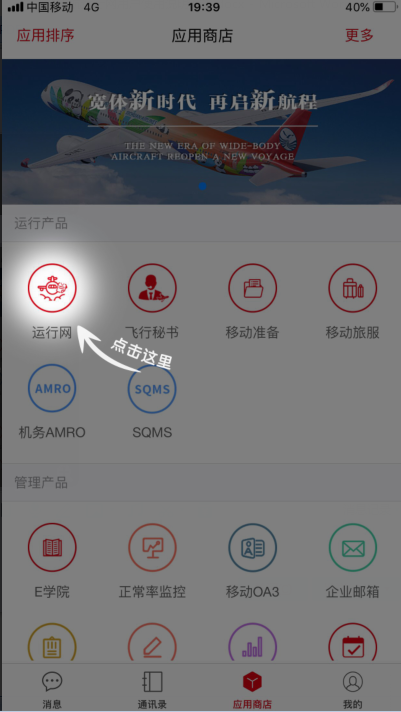 中国移动 4G 19:39 40%
应用排序 应用商店 更多
宽体新时代 再启新航程
THE NEW ERA OF WIDE-BODY
AIRCRAFT REOPEN A NEW VOYAGE
运行产品
运行网 飞行秘书 移动准备 移动旅服
点击这里
AMRO SQMS
机务AMRO SQMS
管理产品
E学院 正常率监控 移动OA3 企业邮箱
消息 通讯录 应用商店 我的